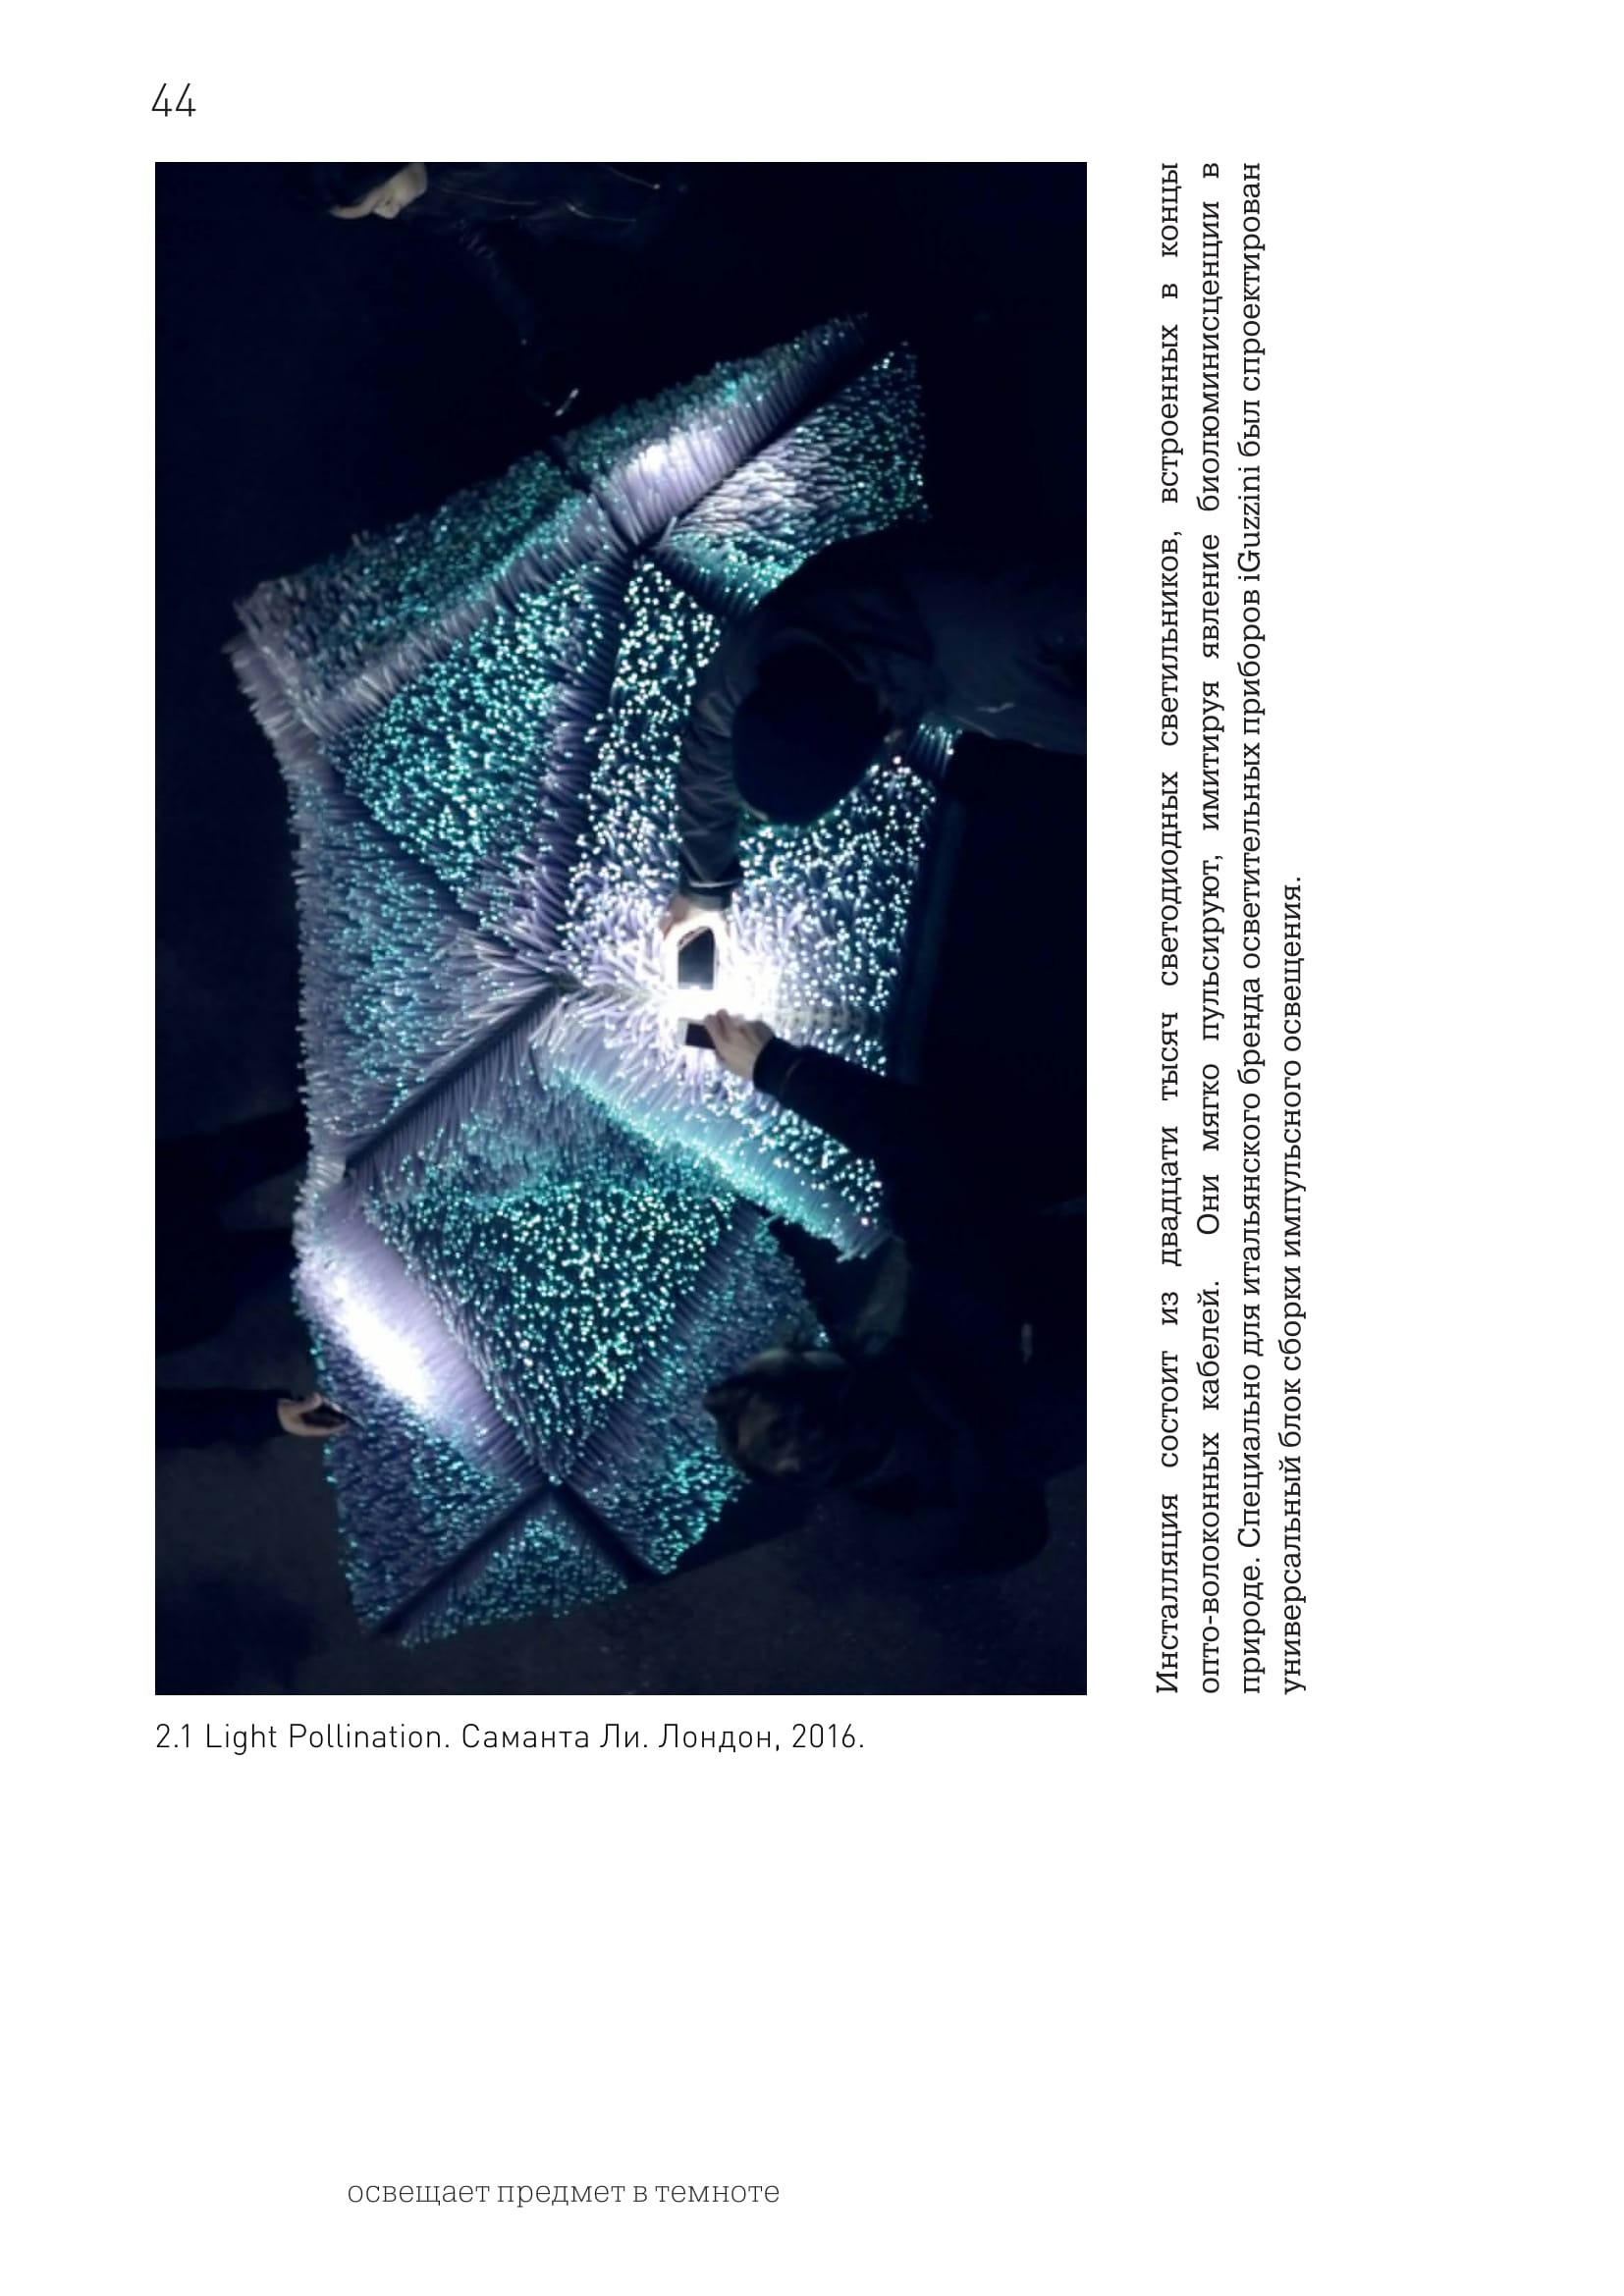 44
Инсталляция состоит из двадцати тысяч светодиодных светильников, встроенных в концы
опто-волоконных кабелей. Они мягко пульсируют, имитируя явление биолюминисценции в
природе. Специально для итальянского бренда осветительных приборов iGuzzini был спроектирован
универсальный блок сборки импульсного освещения.
2.1 Light Pollination. Саманта Ли. Лондон, 2016.
освещает предмет в темноте